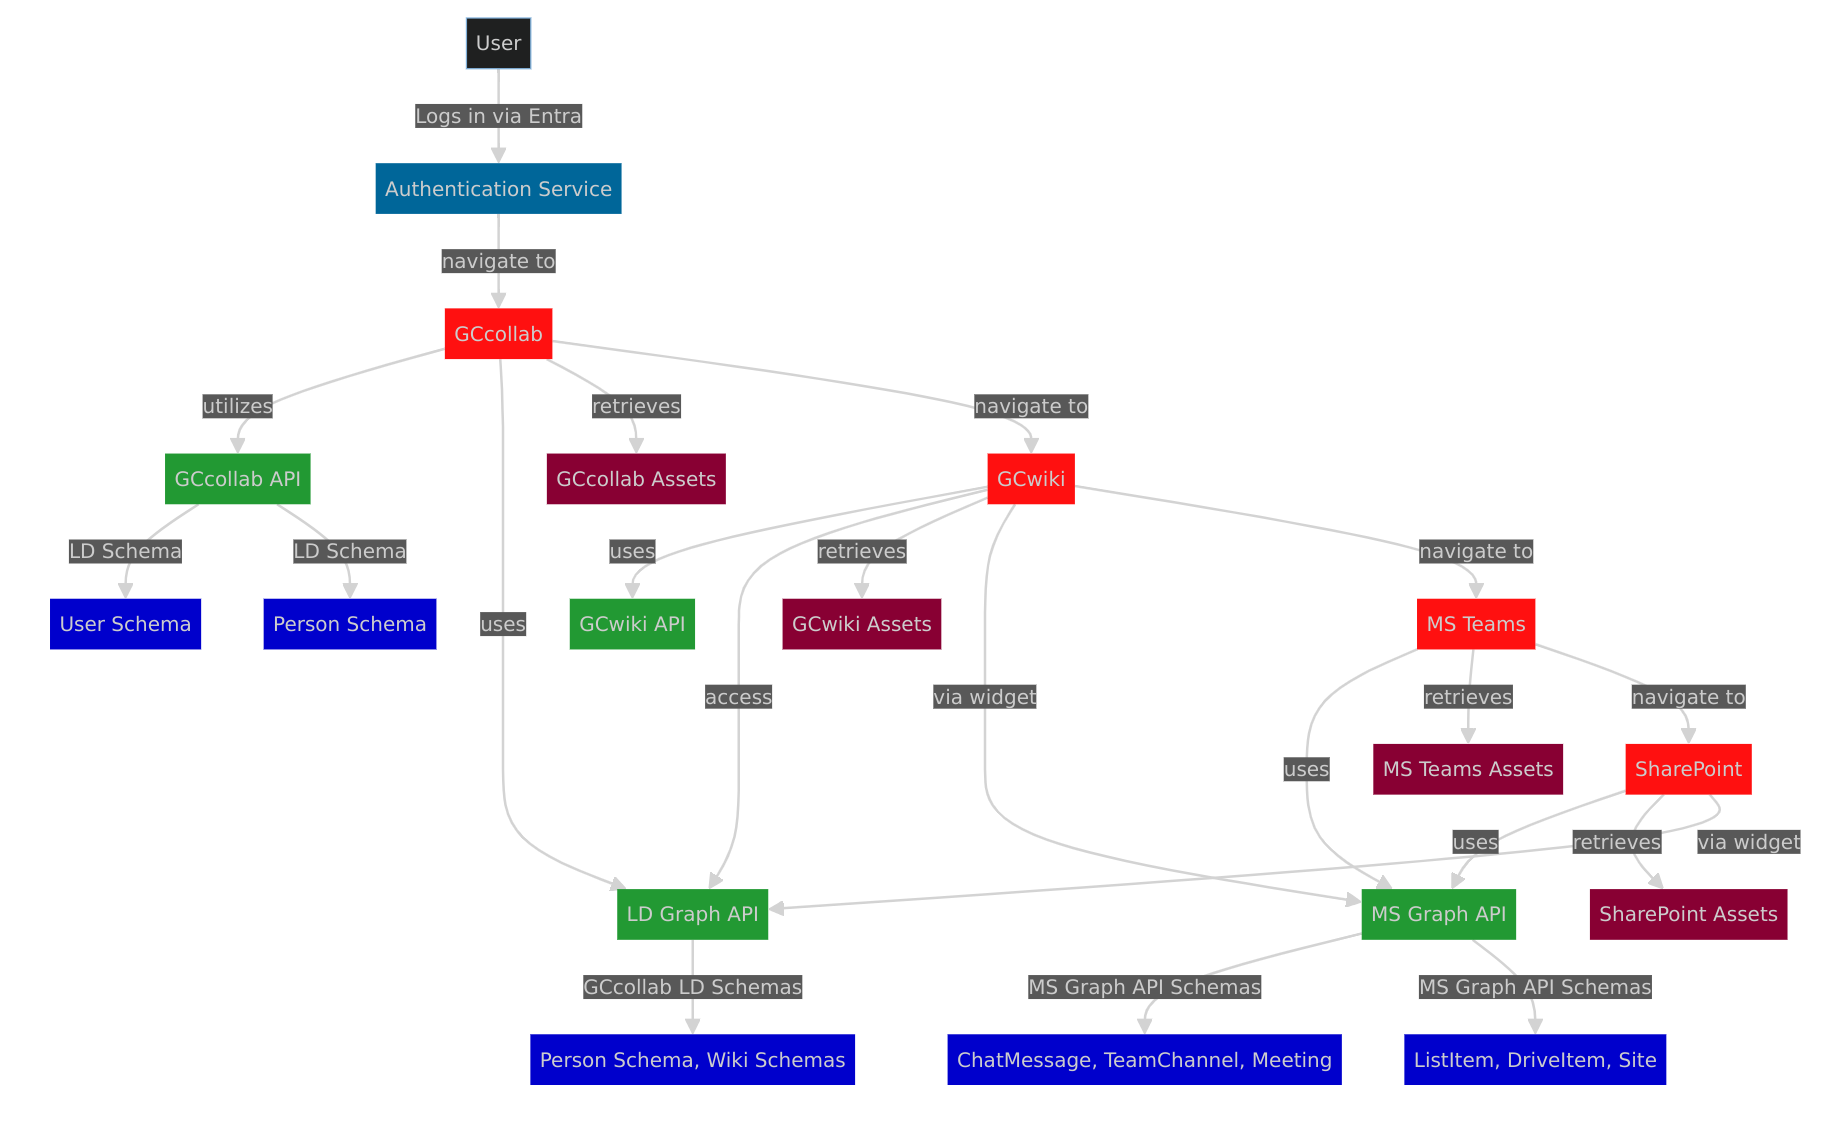 User
Logs in via Entra
Authentication Service
navigate to
GCcollab
utilizes
retrieves
navigate to
GCcollab API
GCcollab Assets
GCwiki
LD Schema
LD Schema
uses
retrieves
navigate to
User Schema
Person Schema
uses
GCwiki API
GCwiki Assets
MS Teams
access
via widget
retrieves
navigate to
uses
MS Teams Assets
SharePoint
uses
retrieves
via widget
LD Graph API
MS Graph API
SharePoint Assets
GCcollab LD Schemas
MS Graph API Schemas
MS Graph API Schemas
Person Schema, Wiki Schemas
ChatMessage, TeamChannel, Meeting
ListItem, DriveItem, Site